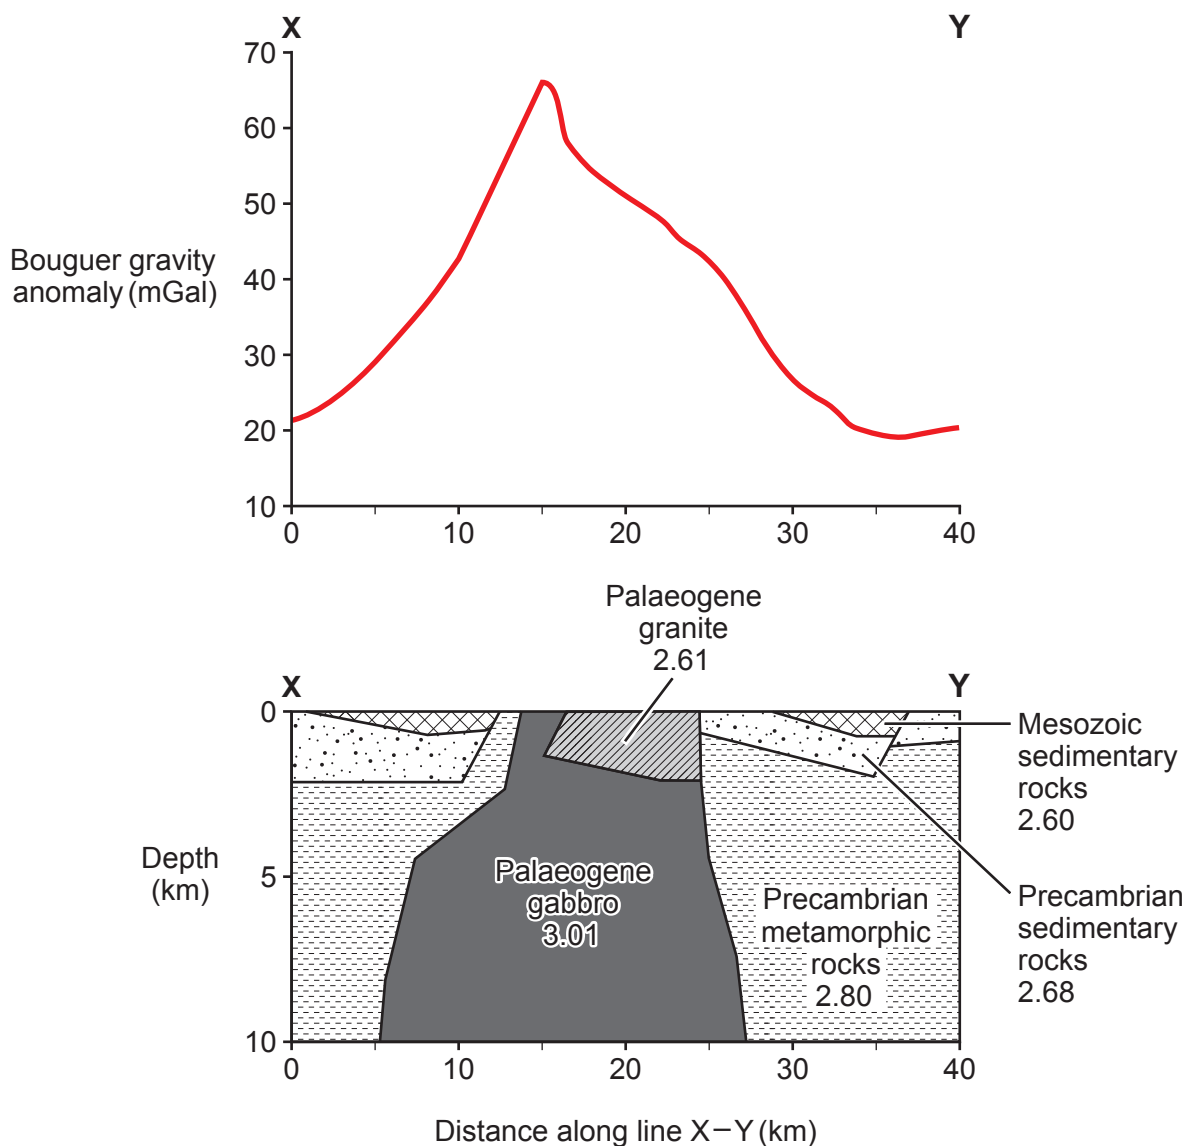 X
Y
70
60
50
40
30
20
10
Bouguer gravity
anomaly (mGal)
0
10
20
30
40
Palaeogene
granite
2.61
X
Y
0
5
10
Depth
(km)
Palaeogene
gabbro
3.01
Precambrian
metamorphic
rocks
2.80
Mesozoic
sedimentary
rocks
2.60
Precambrian
sedimentary
rocks
2.68
0
10
20
30
40
Distance along line X–Y (km)